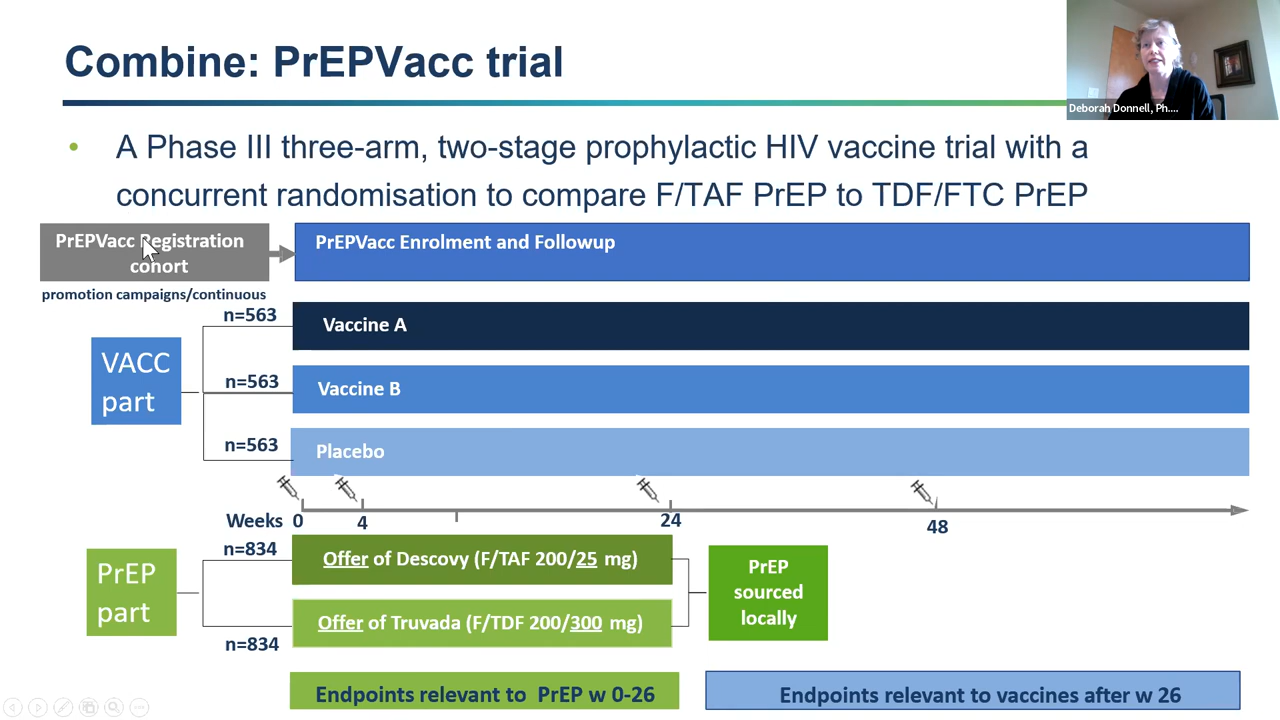 Combine: PrEPVacc trial
Deborah Donnell, Ph....
• A Phase III three-arm, two-stage prophylactic HIV vaccine trial with a
concurrent randomisation to compare F/TAF PrEP to TDF/FTC PrEP
PrEPVacc Registration
cohort
PrEPVacc Enrolment and Followup
promotion campaigns/continuous
VACC
part
n=563
Vaccine A
n=563
Vaccine B
n=563
Placebo
Weeks 0 4 24 48
PrEP
part
n=834
Offer of Descovy (F/TAF 200/25 mg)
Offer of Truvada (F/TDF 200/300 mg)
n=834
PrEP
sourced
locally
Endpoints relevant to PrEP w 0-26
Endpoints relevant to vaccines after w 26